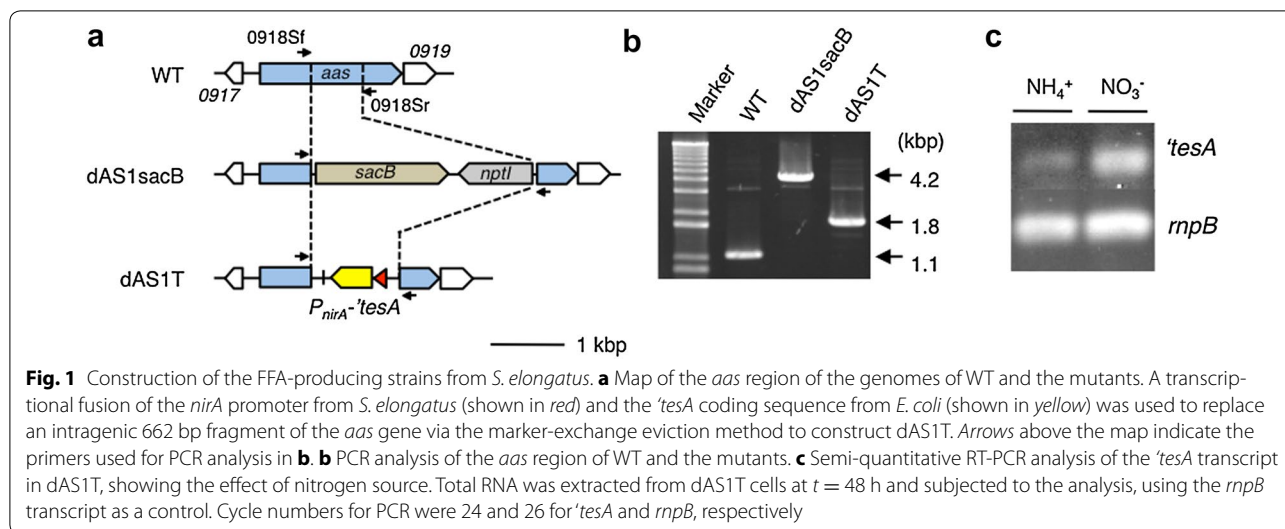 a
0918Sf
0919
WT
aas
0917
0918Sr
dAS1sacB
sacB
nptI
dAS1T
PnirA-'tesA
1 kbp
b
Marker
WT
dAS1sacB
dAS1T
(kbp)
4.2
1.8
1.1
c
NH₄⁺ NO₃⁻
'tesA
rnpB
Fig. 1 Construction of the FFA-producing strains from S. elongatus. a Map of the aas region of the genomes of WT and the mutants. A transcrip-
tional fusion of the nirA promoter from S. elongatus (shown in red) and the 'tesA coding sequence from E. coli (shown in yellow) was used to replace
an intragenic 662 bp fragment of the aas gene via the marker-exchange eviction method to construct dAS1T. Arrows above the map indicate the
primers used for PCR analysis in b. b PCR analysis of the aas region of WT and the mutants. c Semi-quantitative RT-PCR analysis of the 'tesA transcript
in dAS1T, showing the effect of nitrogen source. Total RNA was extracted from dAS1T cells at t = 48 h and subjected to the analysis, using the rnpB
transcript as a control. Cycle numbers for PCR were 24 and 26 for 'tesA and rnpB, respectively